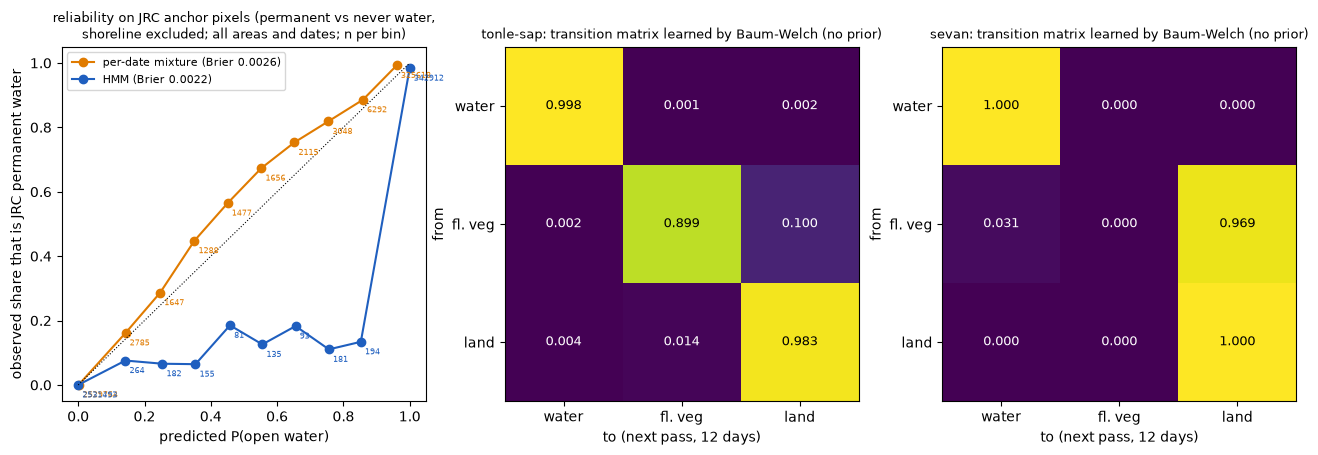 reliability on JRC anchor pixels (permanent vs never water,
shoreline excluded; all areas and dates; n per bin)
per-date mixture (Brier 0.0026)
HMM (Brier 0.0022)
observed share that is JRC permanent water
1.0
0.8
0.6
0.4
0.2
0.0
2785
1647
1288
1477
1656
2115
3048
6292
342912
264
182
155
81
135
93
181
194
0.0 0.2 0.4 0.6 0.8 1.0
predicted P(open water)
tonle-sap: transition matrix learned by Baum-Welch (no prior)
from
water 0.998 0.001 0.002
fl. veg 0.002 0.899 0.100
land 0.004 0.014 0.983
water fl. veg land
to (next pass, 12 days)
sevan: transition matrix learned by Baum-Welch (no prior)
from
water 1.000 0.000 0.000
fl. veg 0.031 0.000 0.969
land 0.000 0.000 1.000
water fl. veg land
to (next pass, 12 days)